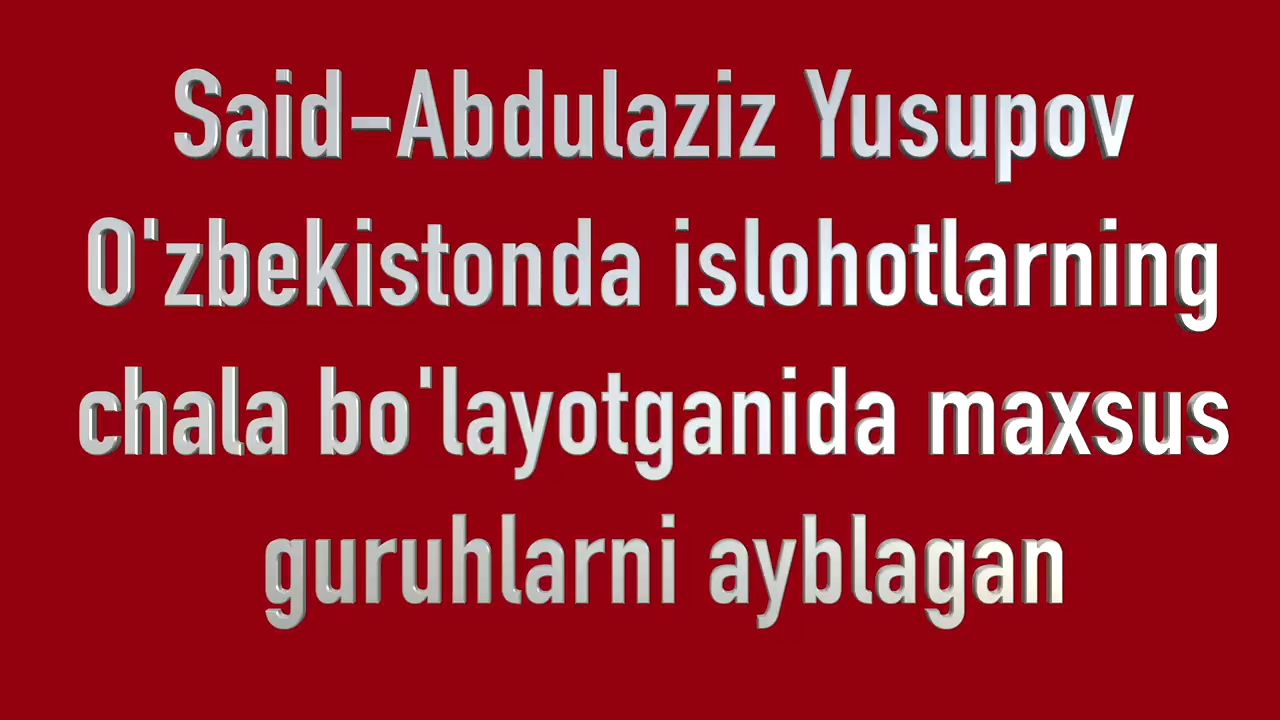 Said-Abdulaziz Yusupov
O'zbekistonda islohotlarning
chala bo'layotganida maxsus
guruhlarni ayblagan